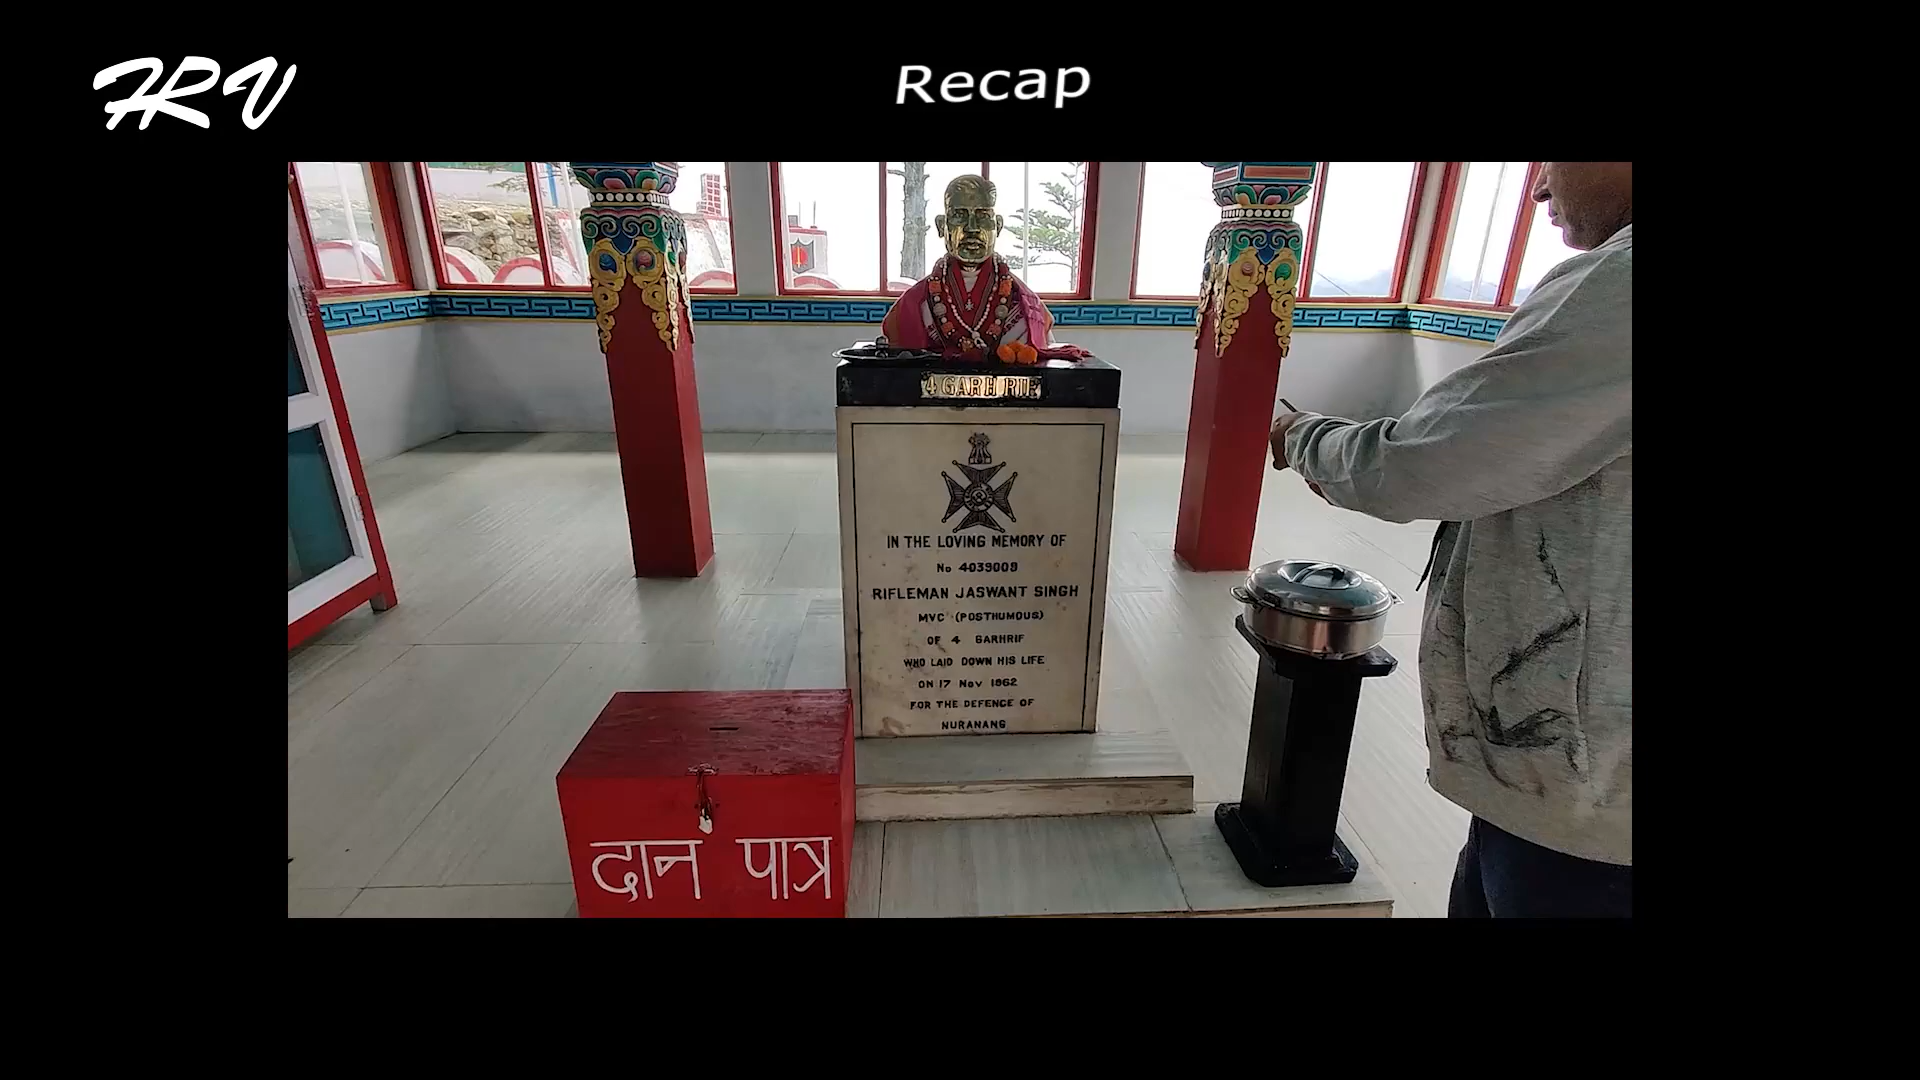 HRV
Recap
4 GARH RIF
IN THE LOVING MEMORY OF
No 4039009
RIFLEMAN JASWANT SINGH
MVC (POSTHUMOUS)
OF 4 GARHRIF
WHO LAID DOWN HIS LIFE
ON 17 Nov 1962
FOR THE DEFENCE OF
NURANANG
दान पात्र